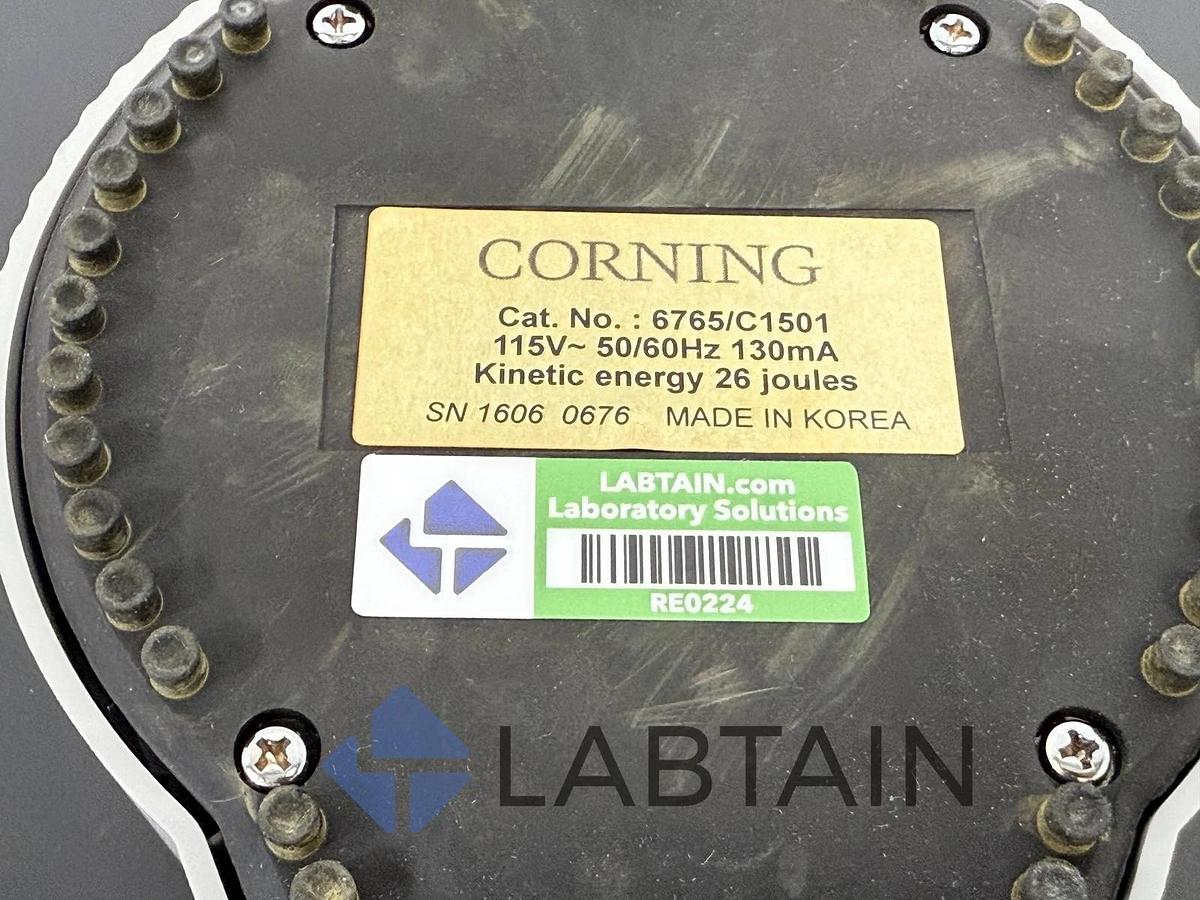 CORNING
Cat. No. : 6765/C1501
115V~ 50/60Hz 130mA
Kinetic energy 26 joules
SN 1606 0676 MADE IN KOREA
LABTAIN.com
Laboratory Solutions
RE0224
LABTAIN